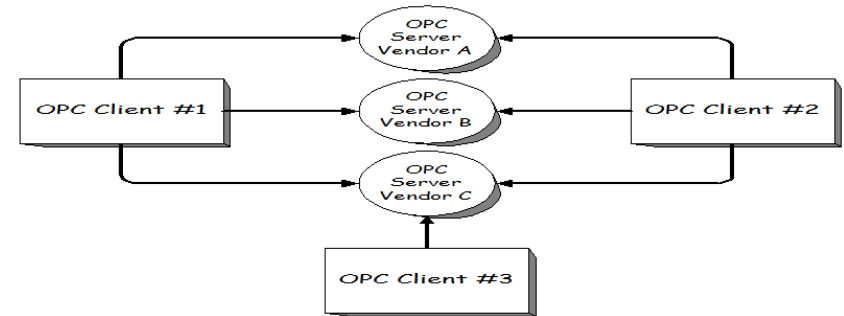 OPC
Server
Vendor A
OPC Client #1
OPC
Server
Vendor B
OPC Client #2
OPC
Server
Vendor C
OPC Client #3